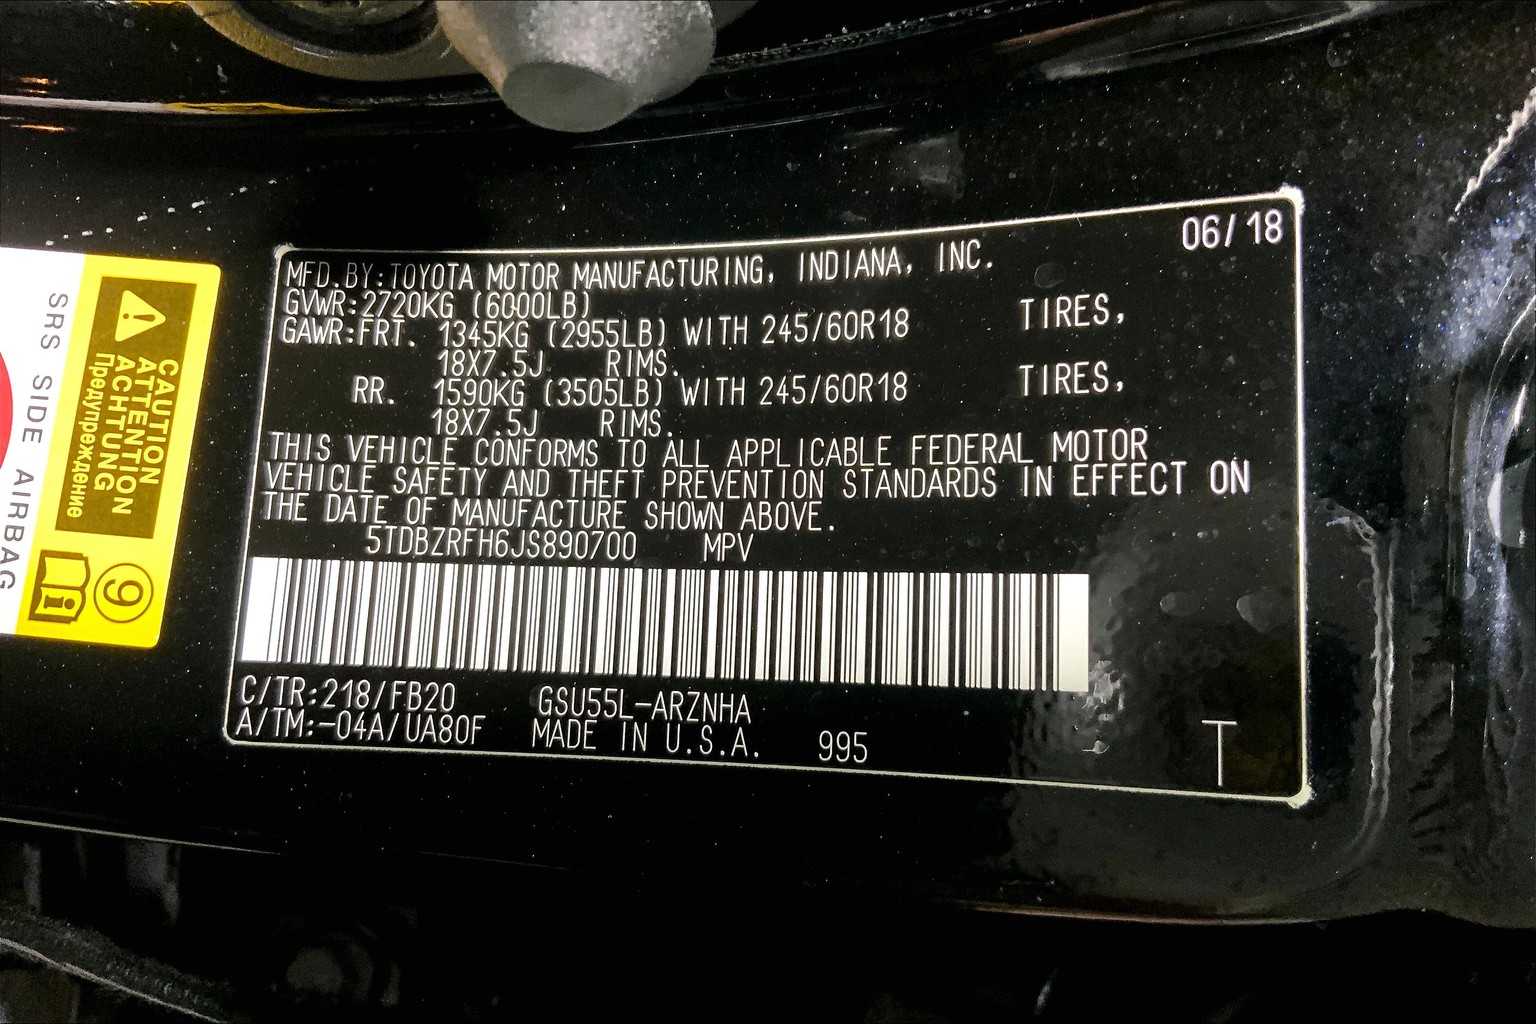 06/18
MFD.BY:TOYOTA MOTOR MANUFACTURING, INDIANA, INC.
GVWR:2720KG (6000LB)
GAWR:FRT. 1345KG (2955LB) WITH 245/60R18 TIRES,
18X7.5J RIMS.
RR. 1590KG (3505LB) WITH 245/60R18 TIRES,
18X7.5J RIMS.
THIS VEHICLE CONFORMS TO ALL APPLICABLE FEDERAL MOTOR
VEHICLE SAFETY AND THEFT PREVENTION STANDARDS IN EFFECT ON
THE DATE OF MANUFACTURE SHOWN ABOVE.
5TDBZRFH6JS890700 MPV
C/TR:218/FB20 GSU55L-ARZNHA
A/TM:-04A/UA80F MADE IN U.S.A. 995
T
CAUTION
ATTENTION
ACHTUNG
Предупреждение
9
SRS SIDE AIRBAG